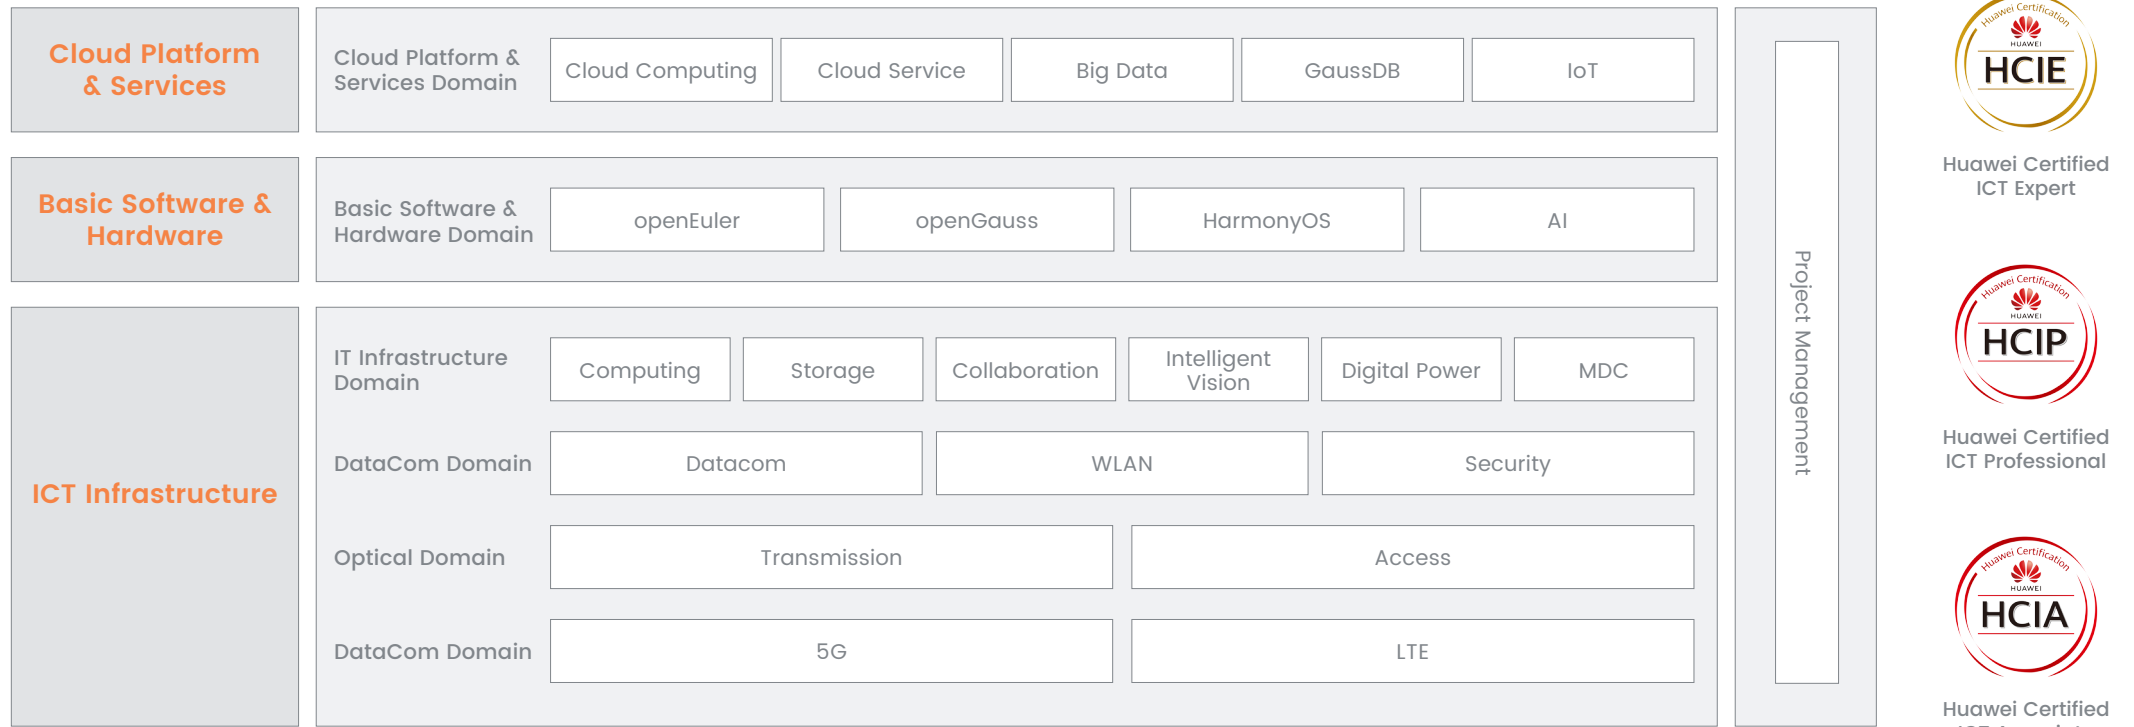 Cloud Platform
& Services
Cloud Platform &
Services Domain
Cloud Computing
Cloud Service
Big Data
GaussDB
IoT
Basic Software &
Hardware
Basic Software &
Hardware Domain
openEuler
openGauss
HarmonyOS
AI
ICT Infrastructure
IT Infrastructure
Domain
Computing
Storage
Collaboration
Intelligent
Vision
Digital Power
MDC
DataCom Domain
Datacom
WLAN
Security
Optical Domain
Transmission
Access
DataCom Domain
5G
LTE
Project Management
Huawei Certification
HUAWEI
HCIE
Huawei Certified
ICT Expert
Huawei Certification
HUAWEI
HCIP
Huawei Certified
ICT Professional
Huawei Certification
HUAWEI
HCIA
Huawei Certified